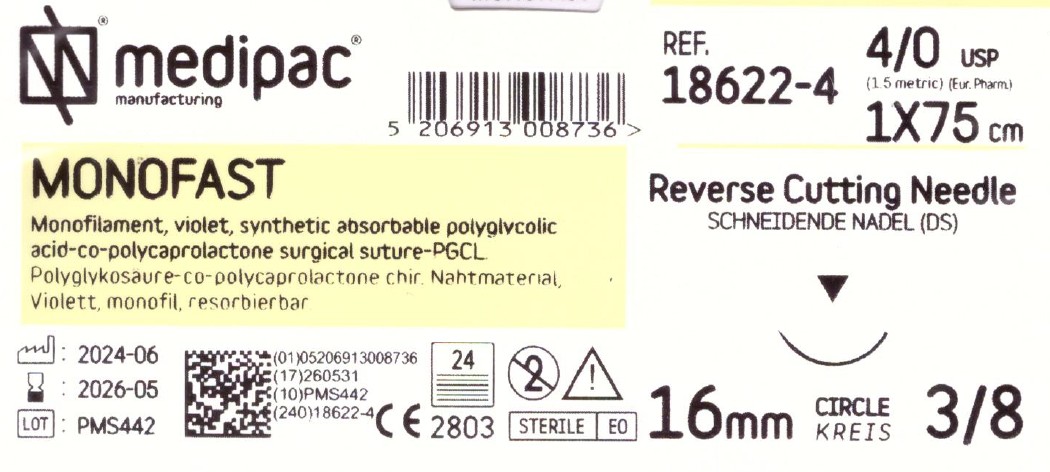 medipac®
manufacturing
5 206913 008736 >
REF.
18622-4
4/0 USP
(1.5 metric) (Eur. Pharm.)
1X75 cm
MONOFAST
Monofilament, violet, synthetic absorbable polyglycolic
acid-co-polycaprolactone surgical suture-PGCL
Polyglykosäure-co-polycaprolactone chir. Nahtmaterial,
Violett, monofil, resorbierbar
Reverse Cutting Needle
SCHNEIDENDE NADEL (DS)
: 2024-06
: 2026-05
LOT : PMS442
(01)05206913008736
(17)260531
(10)PMS442
(240)18622-4
24
2
!
CE 2803
STERILE EO
16mm
CIRCLE
KREIS
3/8